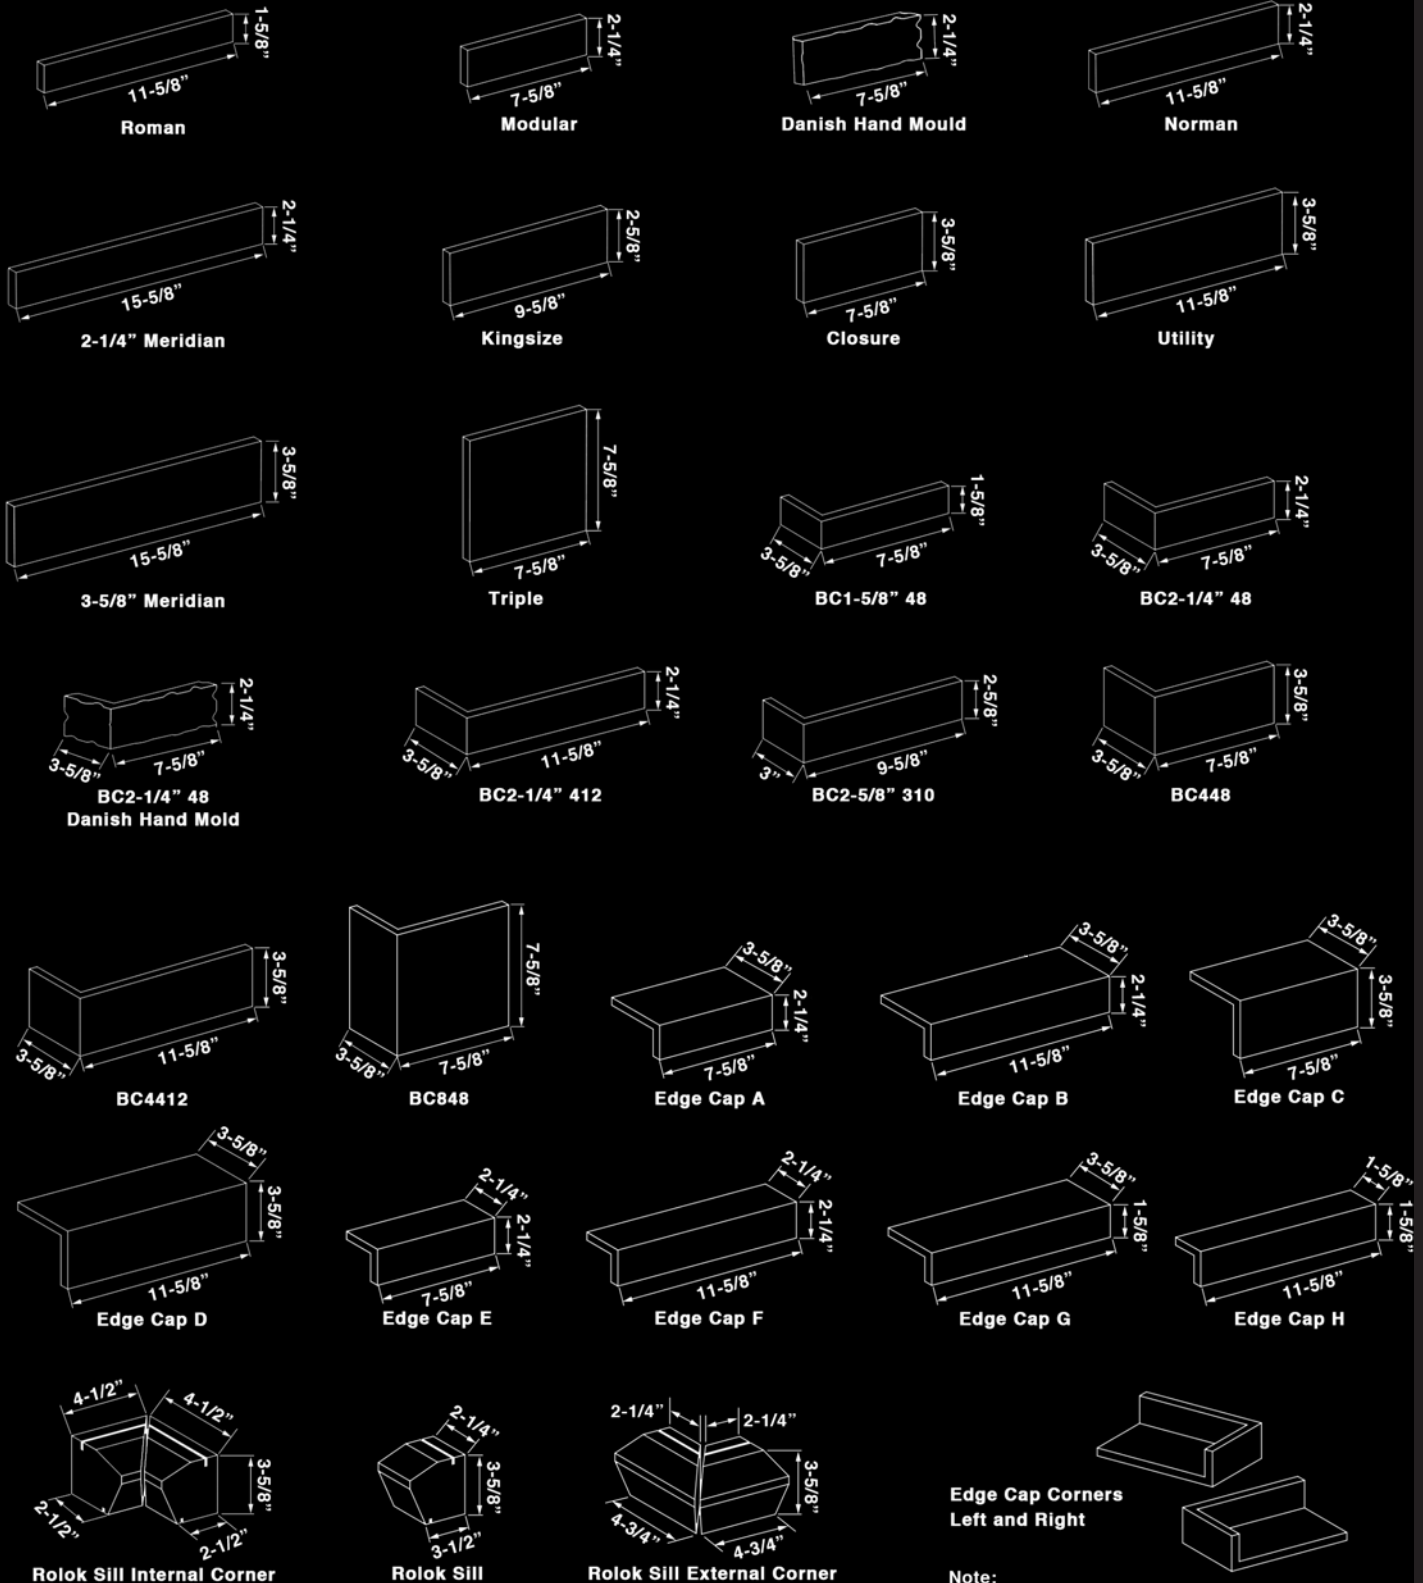 1-5/8”
11-5/8”
Roman
2-1/4”
7-5/8”
Modular
2-1/4”
7-5/8”
Danish Hand Mould
2-1/4”
11-5/8”
Norman
2-1/4”
15-5/8”
2-1/4” Meridian
2-5/8”
9-5/8”
Kingsize
3-5/8”
7-5/8”
Closure
3-5/8”
11-5/8”
Utility
3-5/8”
15-5/8”
3-5/8” Meridian
7-5/8”
7-5/8”
Triple
1-5/8”
3-5/8”
7-5/8”
BC1-5/8” 48
2-1/4”
3-5/8”
7-5/8”
BC2-1/4” 48
2-1/4”
3-5/8”
7-5/8”
BC2-1/4” 48
Danish Hand Mold
2-1/4”
3-5/8”
11-5/8”
BC2-1/4” 412
2-5/8”
3”
9-5/8”
BC2-5/8” 310
3-5/8”
3-5/8”
7-5/8”
BC448
3-5/8”
3-5/8”
11-5/8”
BC4412
7-5/8”
3-5/8”
7-5/8”
BC848
3-5/8”
2-1/4”
7-5/8”
Edge Cap A
3-5/8”
2-1/4”
11-5/8”
Edge Cap B
3-5/8”
3-5/8”
7-5/8”
Edge Cap C
3-5/8”
3-5/8”
11-5/8”
Edge Cap D
2-1/4”
2-1/4”
7-5/8”
Edge Cap E
2-1/4”
2-1/4”
11-5/8”
Edge Cap F
3-5/8”
1-5/8”
11-5/8”
Edge Cap G
1-5/8”
1-5/8”
11-5/8”
Edge Cap H
4-1/2”
4-1/2”
3-5/8”
2-1/2”
2-1/2”
Rolok Sill Internal Corner
2-1/4”
3-5/8”
3-1/2”
Rolok Sill
2-1/4”
2-1/4”
3-5/8”
4-3/4”
4-3/4”
Rolok Sill External Corner
Edge Cap Corners
Left and Right
Note: